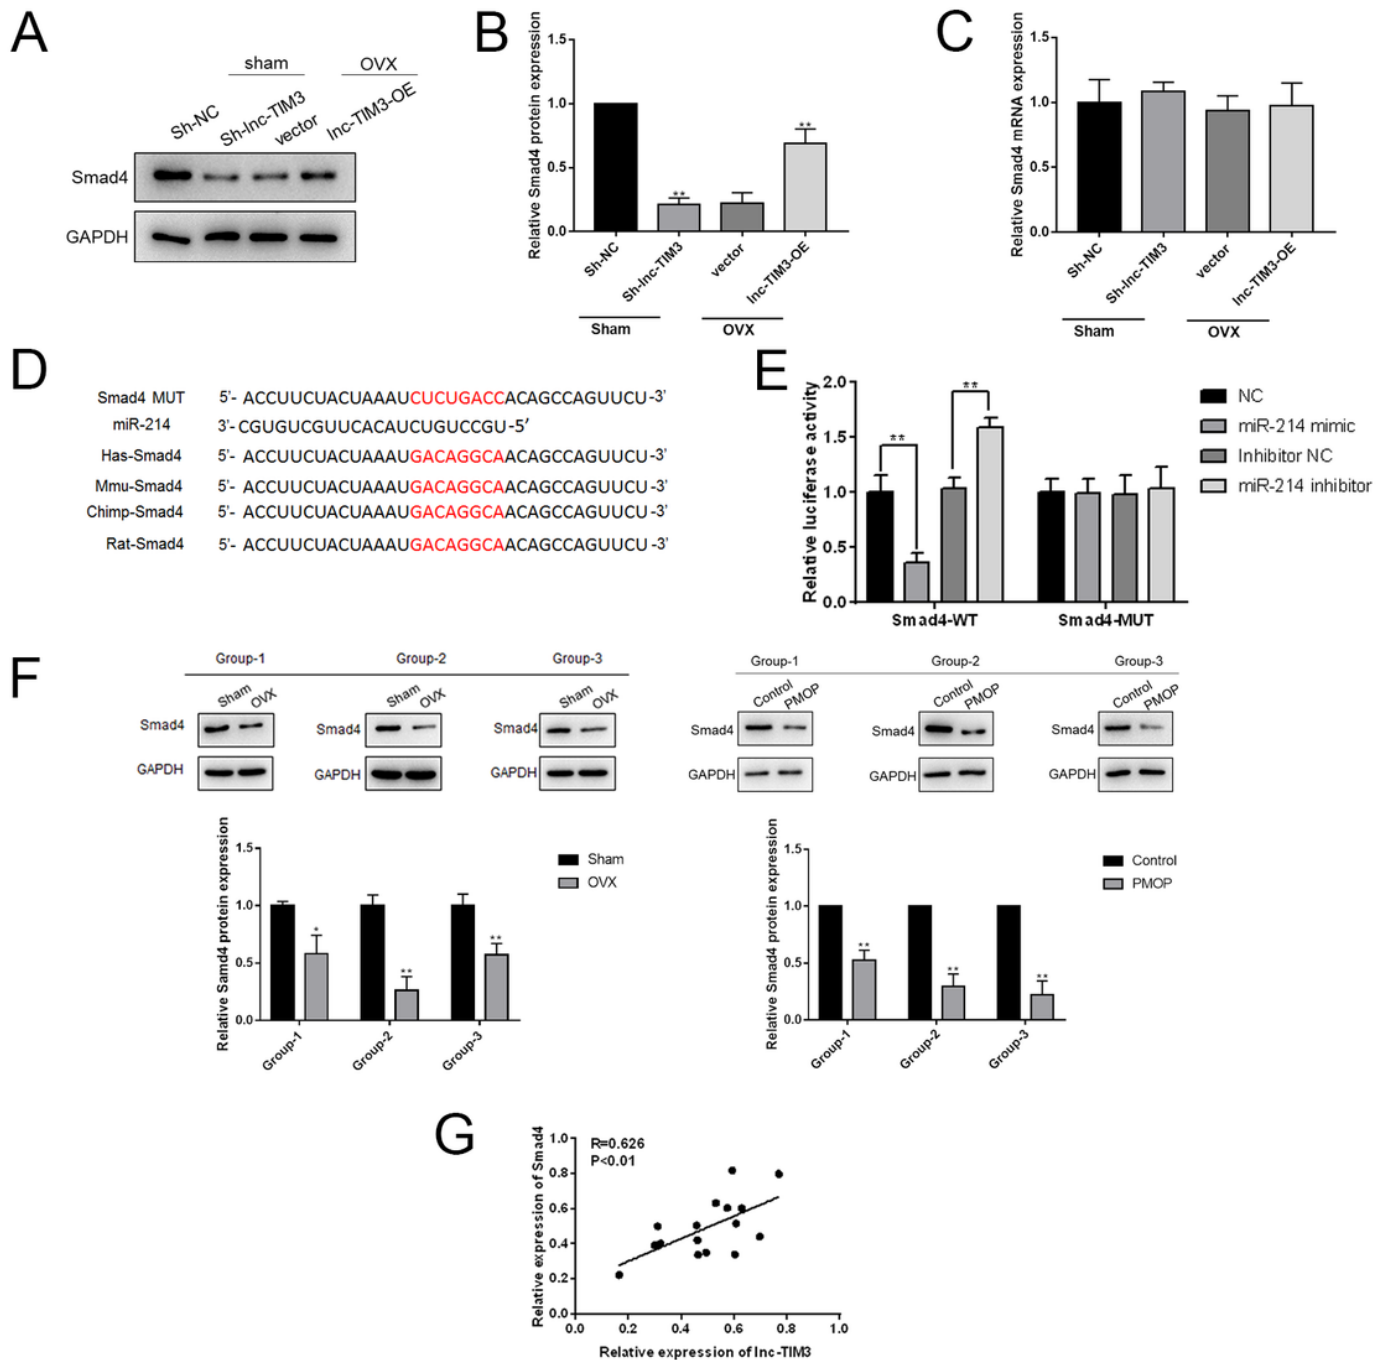 A
sham
OVX
Sh-NC
Sh-lnc-TIM3
vector
lnc-TIM3-OE
Smad4
GAPDH
B
Relative Smad4 protein expression
1.5
1.0
0.5
0.0
**
**
Sh-NC
Sh-lnc-TIM3
vector
lnc-TIM3-OE
Sham
OVX
C
Relative Smad4 mRNA expression
1.5
1.0
0.5
0.0
Sh-NC
Sh-lnc-TIM3
vector
lnc-TIM3-OE
Sham
OVX
D
Smad4 MUT 5'- ACCUUCUACUAAAUCUCUGACCACAGCCAGUUCU-3'
miR-214 3'-CGUGUCGUUCACAUCUGUCCGU-5'
Has-Smad4 5'- ACCUUCUACUAAAUGACAGGCAACAGCCAGUUCU-3'
Mmu-Smad4 5'- ACCUUCUACUAAAUGACAGGCAACAGCCAGUUCU-3'
Chimp-Smad4 5'- ACCUUCUACUAAAUGACAGGCAACAGCCAGUUCU-3'
Rat-Smad4 5'- ACCUUCUACUAAAUGACAGGCAACAGCCAGUUCU-3'
E
Relative luciferase activity
2.0
1.5
1.0
0.5
0.0
**
**
Smad4-WT
Smad4-MUT
NC
miR-214 mimic
Inhibitor NC
miR-214 inhibitor
F
Group-1
Group-2
Group-3
Sham
OVX
Sham
OVX
Sham
OVX
Smad4
Smad4
Smad4
GAPDH
GAPDH
GAPDH
Group-1
Group-2
Group-3
Control
PMOP
Control
PMOP
Control
PMOP
Smad4
Smad4
Smad4
GAPDH
GAPDH
GAPDH
Relative Samd4 protein expression
1.5
1.0
0.5
0.0
*
**
**
Group-1
Group-2
Group-3
Sham
OVX
Relative Smad4 protein expression
1.5
1.0
0.5
0.0
**
**
**
Group-1
Group-2
Group-3
Control
PMOP
G
Relative expression of Smad4
1.0
0.8
0.6
0.4
0.2
0.0
R=0.626
P<0.01
0.0
0.2
0.4
0.6
0.8
1.0
Relative expression of lnc-TIM3